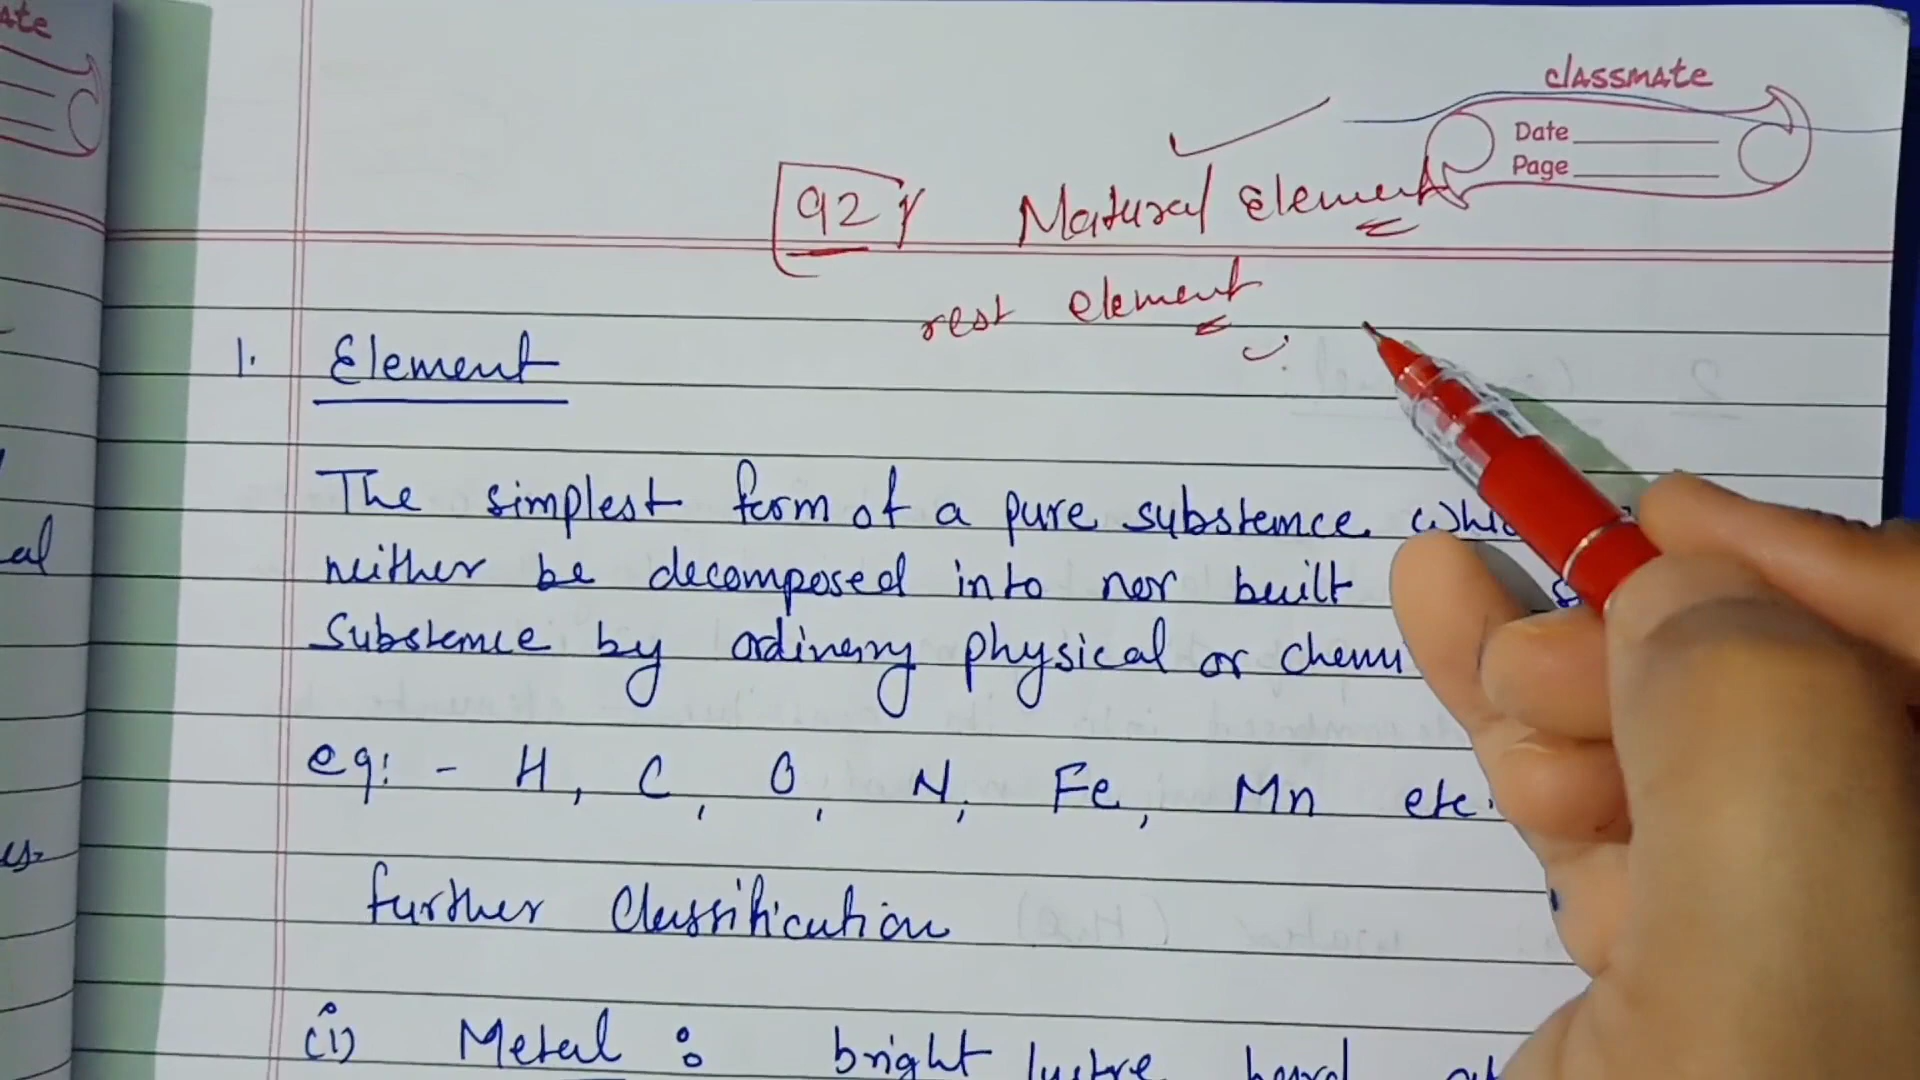 classmate
Date
Page
92 Natural Element
rest element
1. Element
The simplest form of a pure substance
neither be decomposed into nor built
substance by ordinary physical or
eg:- H, C, O, N, Fe, Mn etc.
further Classification
(i) Metal : bright lustre hard